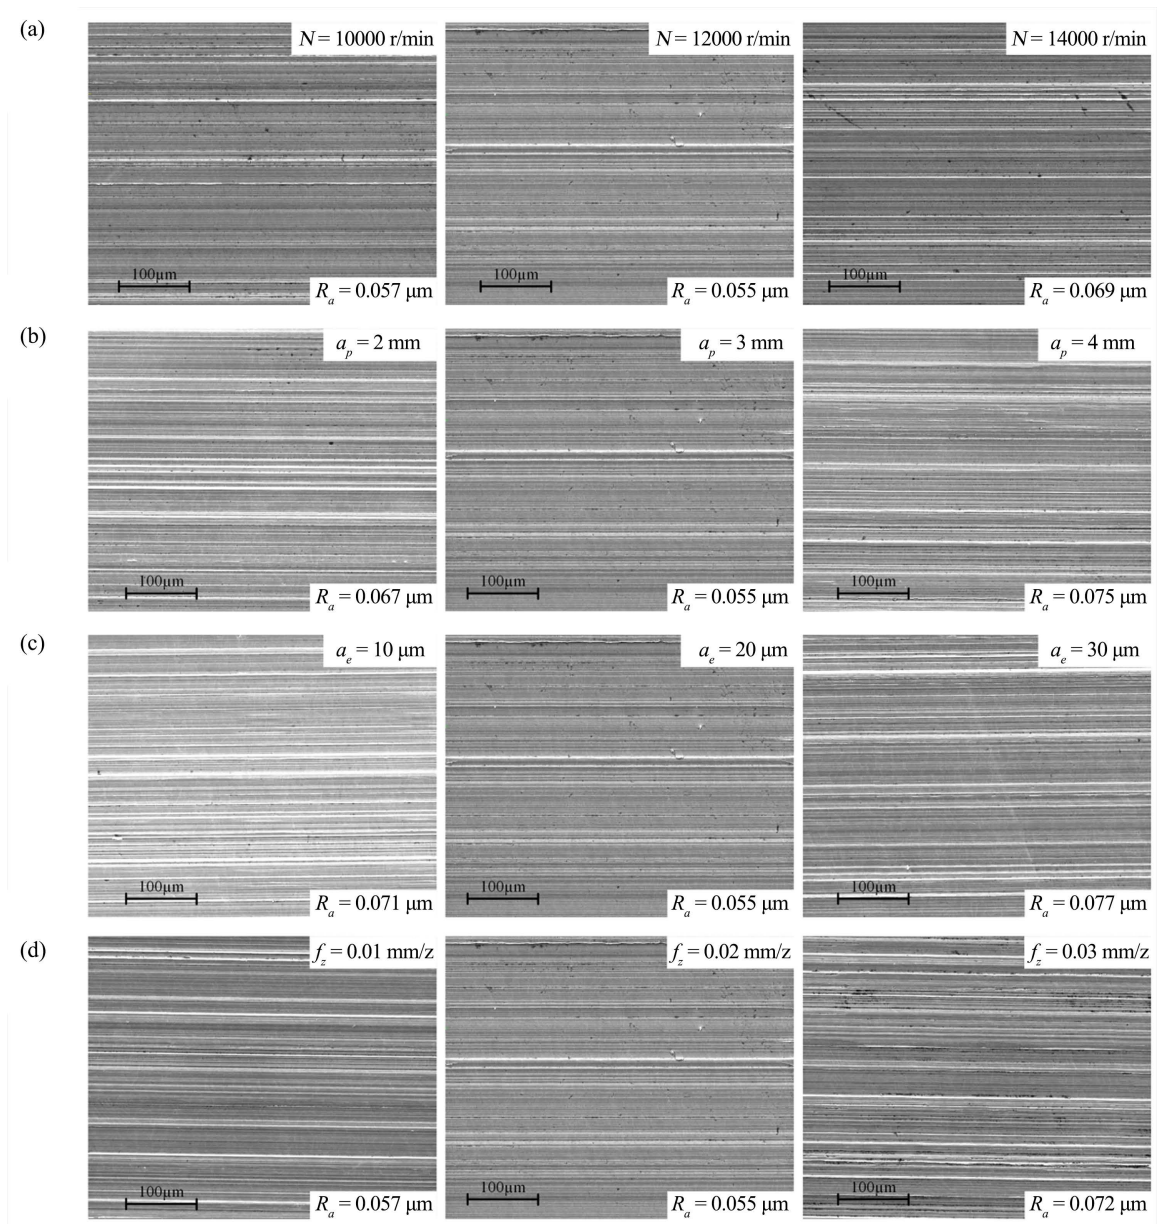 (a)
N = 10000 r/min
N = 12000 r/min
N = 14000 r/min
100μm
100μm
100μm
Ra = 0.057 μm
Ra = 0.055 μm
Ra = 0.069 μm
(b)
ap = 2 mm
ap = 3 mm
ap = 4 mm
100μm
100μm
100μm
Ra = 0.067 μm
Ra = 0.055 μm
Ra = 0.075 μm
(c)
ae = 10 μm
ae = 20 μm
ae = 30 μm
100μm
100μm
100μm
Ra = 0.071 μm
Ra = 0.055 μm
Ra = 0.077 μm
(d)
fz = 0.01 mm/z
fz = 0.02 mm/z
fz = 0.03 mm/z
100μm
100μm
100μm
Ra = 0.057 μm
Ra = 0.055 μm
Ra = 0.072 μm